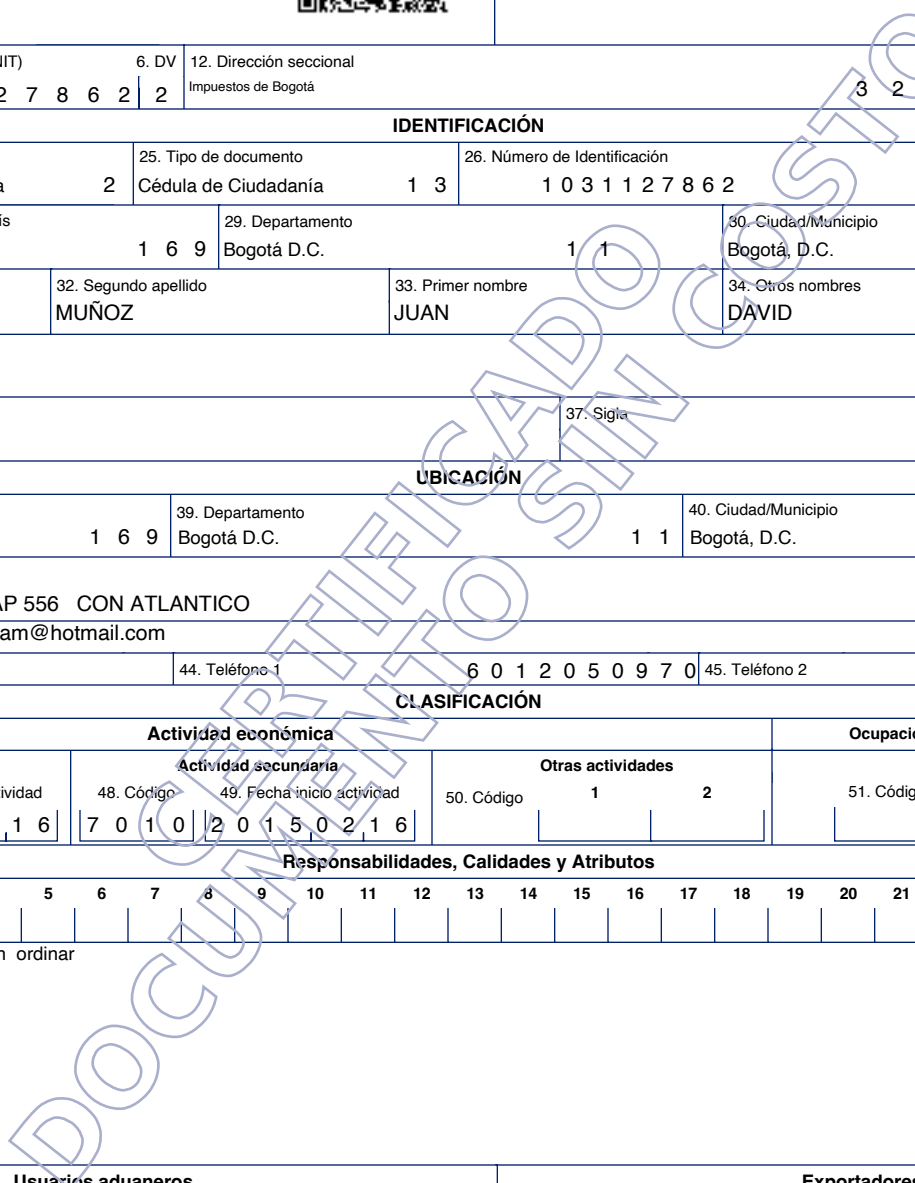 NIT) 6. DV 12. Dirección seccional
2 7 8 6 2 2 Impuestos de Bogotá 3 2
IDENTIFICACIÓN
25. Tipo de documento 26. Número de Identificación
a 2 Cédula de Ciudadanía 1 3 1 0 3 1 1 2 7 8 6 2
ís 29. Departamento 30. Ciudad/Municipio
1 6 9 Bogotá D.C. 1 1 Bogotá, D.C.
32. Segundo apellido 33. Primer nombre 34. Otros nombres
MUÑOZ JUAN DAVID
37. Sigla
UBICACIÓN
39. Departamento 40. Ciudad/Municipio
1 6 9 Bogotá D.C. 1 1 Bogotá, D.C.
AP 556 CON ATLANTICO
am@hotmail.com
44. Teléfono 1 6 0 1 2 0 5 0 9 7 0 45. Teléfono 2
CLASIFICACIÓN
Actividad económica Ocupació
Actividad secundaria Otras actividades
ividad 48. Código 49. Fecha inicio actividad 50. Código 1 2 51. Códig
1 6 7 0 1 0 2 0 1 5 0 2 1 6
Responsabilidades, Calidades y Atributos
5 6 7 8 9 10 11 12 13 14 15 16 17 18 19 20 21
n ordinar
Usuarios aduaneros Exportadores
CERTIFICADO
DOCUMENTO SIN COSTO